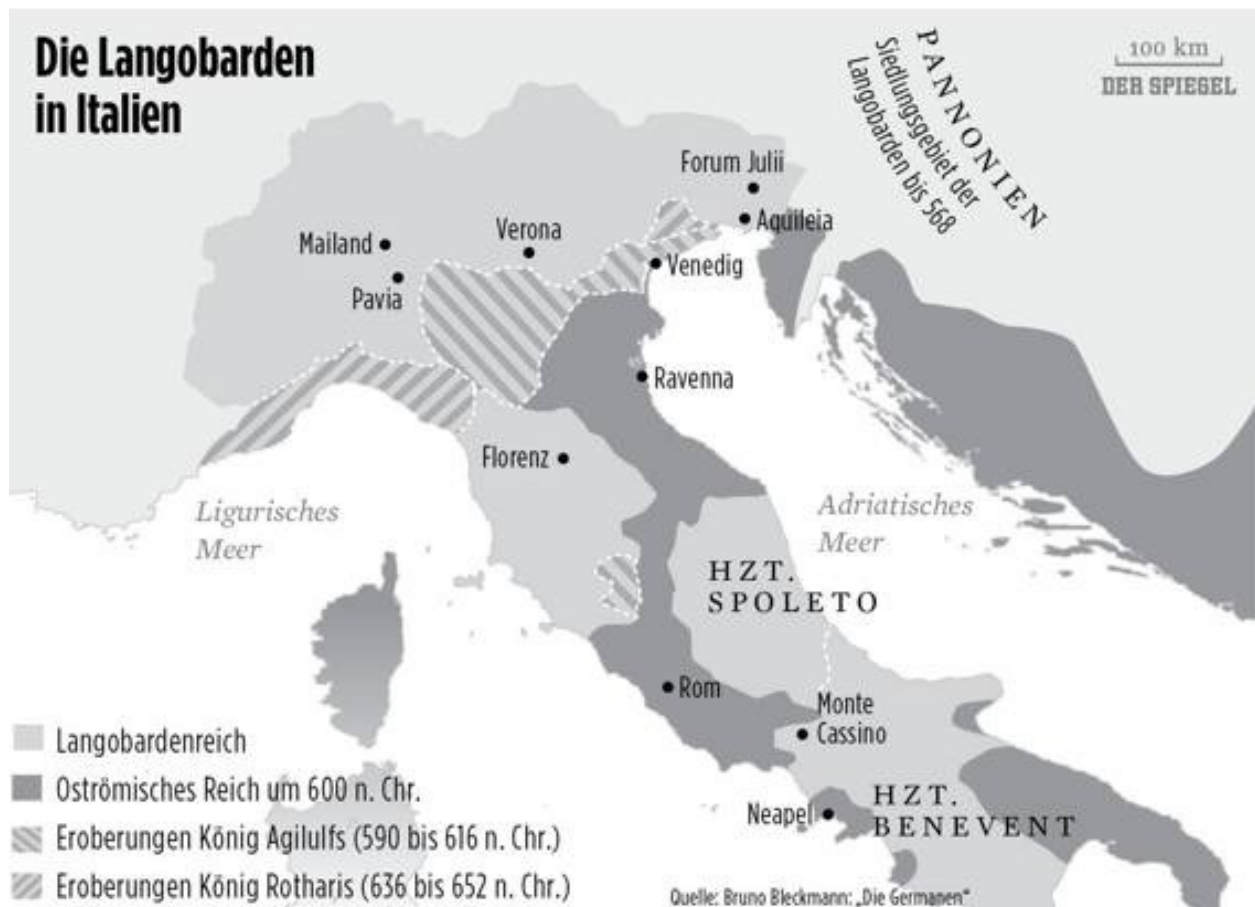 Die Langobarden
in Italien
PANNONIEN
Siedlungsgebiet der
Langobarden bis 568
100 km
DER SPIEGEL
Forum Julii
Aquileia
Verona
Mailand
Venedig
Pavia
Ravenna
Florenz
Ligurisches
Meer
Adriatisches
Meer
HZT.
SPOLETO
Rom
Monte
Cassino
Neapel
HZT.
BENEVENT
Langobardenreich
Oströmisches Reich um 600 n. Chr.
Eroberungen König Agilulfs (590 bis 616 n. Chr.)
Eroberungen König Rotharis (636 bis 652 n. Chr.)
Quelle: Bruno Bleckmann: „Die Germanen“